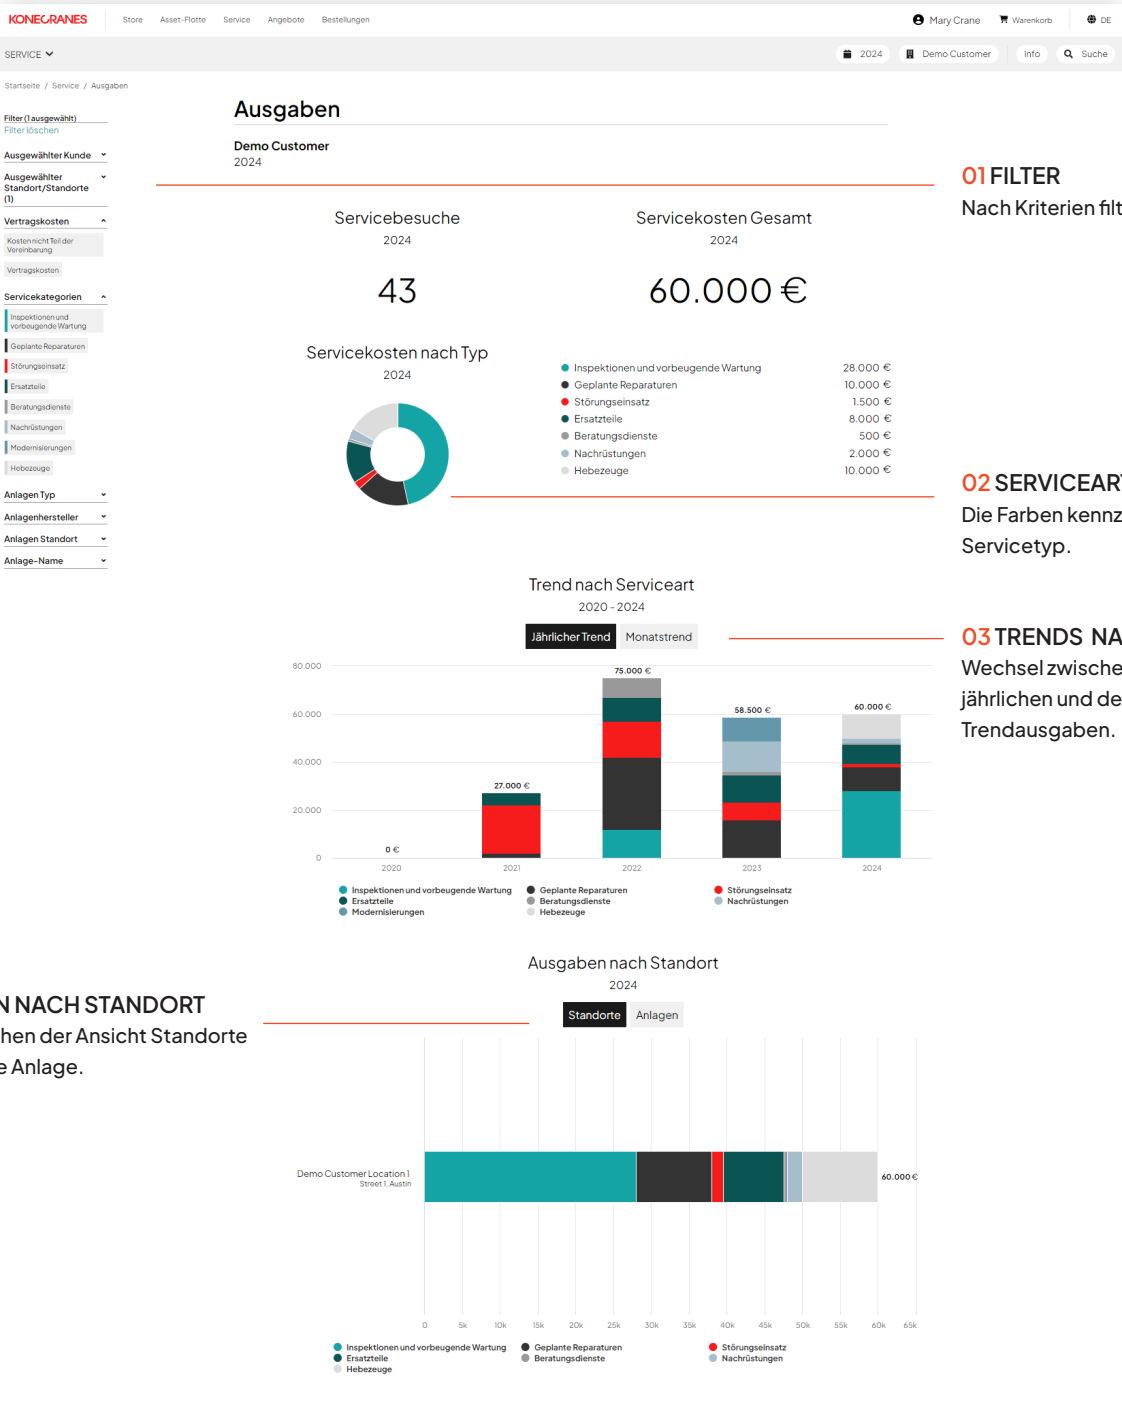 KONECRANES
Store Asset-Flotte Service Angebote Bestellungen
Mary Crane Warenkorb DE
SERVICE
2024 Demo Customer Info Suche
Startseite / Service / Ausgaben
Filter (1 ausgewählt)
Filter löschen
Ausgewählter Kunde
Ausgewählter
Standort/Standorte
(1)
Vertragskosten
Kosten nicht Teil der
Vereinbarung
Vertragskosten
Servicekategorien
Inspektionen und
vorbeugende Wartung
Geplante Reparaturen
Störungseinsatz
Ersatzteile
Beratungsdienste
Nachrüstungen
Modernisierungen
Hebezeuge
Anlagen Typ
Anlagenhersteller
Anlagen Standort
Anlage-Name
Ausgaben
Demo Customer
2024
01 FILTER
Nach Kriterien filt
Servicebesuche
2024
43
Servicekosten Gesamt
2024
60.000 €
Servicekosten nach Typ
2024
Inspektionen und vorbeugende Wartung 28.000 €
Geplante Reparaturen 10.000 €
Störungseinsatz 1.500 €
Ersatzteile 8.000 €
Beratungsdienste 500 €
Nachrüstungen 2.000 €
Hebezeuge 10.000 €
02 SERVICEART
Die Farben kennz
Servicetyp.
Trend nach Serviceart
2020 - 2024
Jährlicher Trend Monatstrend
03 TRENDS NA
Wechsel zwische
jährlichen und de
Trendausgaben.
80.000
60.000
40.000
20.000
0
0 €
27.000 €
75.000 €
58.500 €
60.000 €
2020 2021 2022 2023 2024
Inspektionen und vorbeugende Wartung Geplante Reparaturen Störungseinsatz
Ersatzteile Beratungsdienste Nachrüstungen
Modernisierungen Hebezeuge
Ausgaben nach Standort
2024
Standorte Anlagen
N NACH STANDORT
hen der Ansicht Standorte
e Anlage.
Demo Customer Location 1
Street 1, Austin
60.000 €
0 5k 10k 15k 20k 25k 30k 35k 40k 45k 50k 55k 60k 65k
Inspektionen und vorbeugende Wartung Geplante Reparaturen Störungseinsatz
Ersatzteile Beratungsdienste Nachrüstungen
Hebezeuge